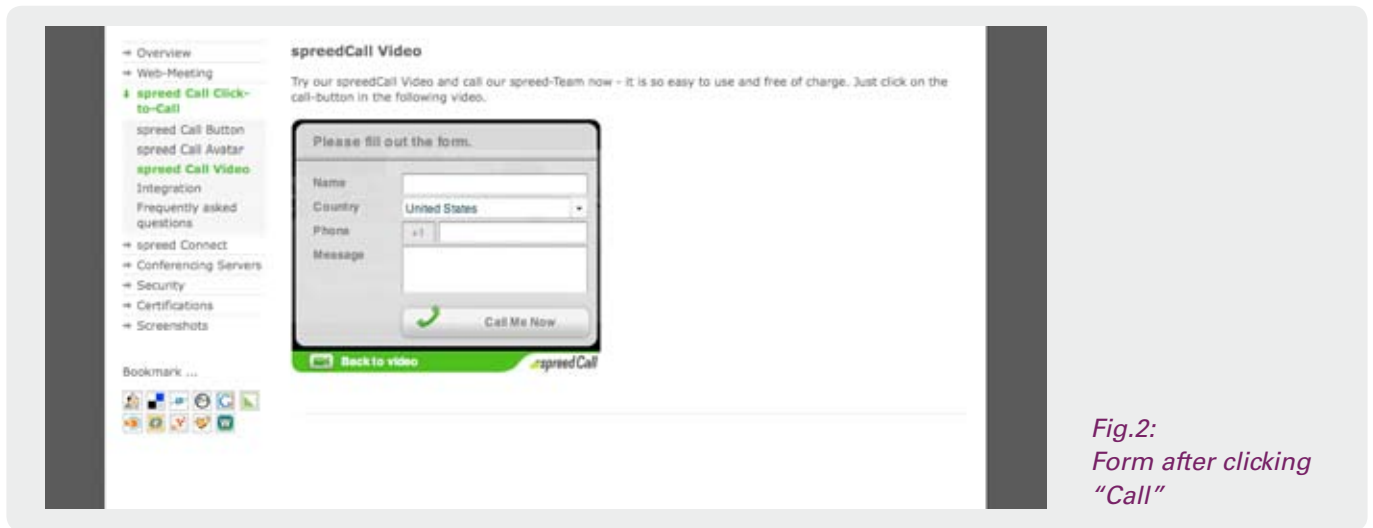 Overview
Web-Meeting
spreed Call Click-
to-Call
spreed Call Button
spreed Call Avatar
spreed Call Video
Integration
Frequently asked
questions
spreed Connect
Conferencing Servers
Security
Certifications
Screenshots
Bookmark ...
spreedCall Video
Try our spreedCall Video and call our spreed-Team now - it is so easy to use and free of charge. Just click on the
call-button in the following video.
Please fill out the form.
Name
Country United States
Phone +1
Message
Call Me Now
Back to video spreedCall
Fig.2:
Form after clicking
“Call”